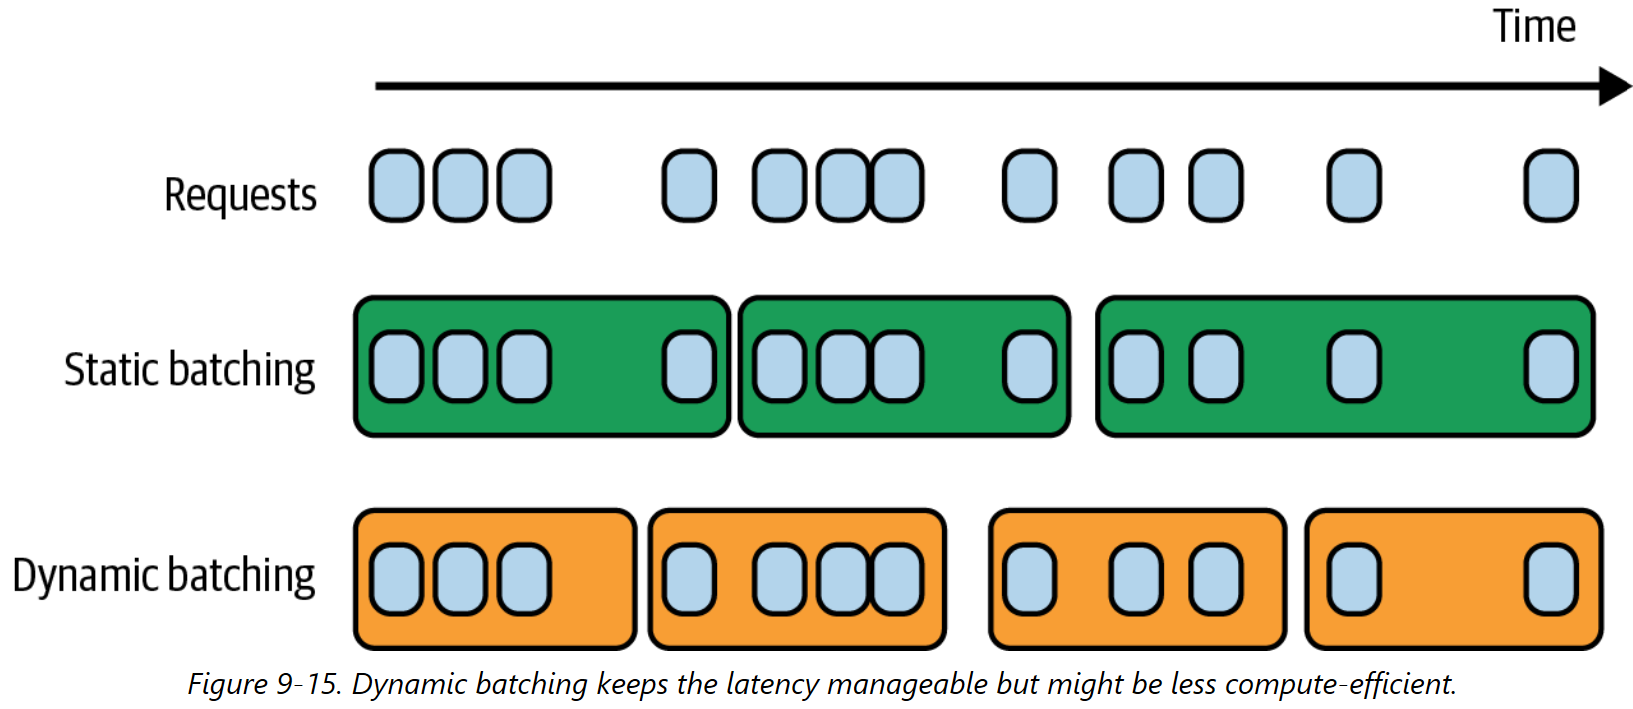 Time
Requests
Static batching
Dynamic batching
Figure 9-15. Dynamic batching keeps the latency manageable but might be less compute-efficient.